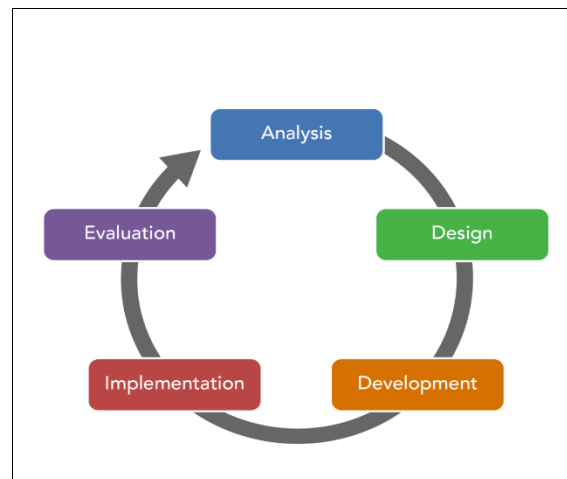 Analysis
Design
Development
Implementation
Evaluation